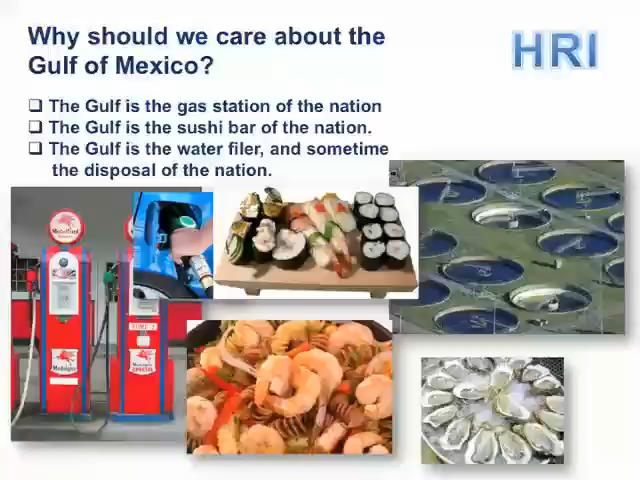 Why should we care about the
Gulf of Mexico?
HRI
❑ The Gulf is the gas station of the nation
❑ The Gulf is the sushi bar of the nation.
❑ The Gulf is the water filer, and sometime
the disposal of the nation.